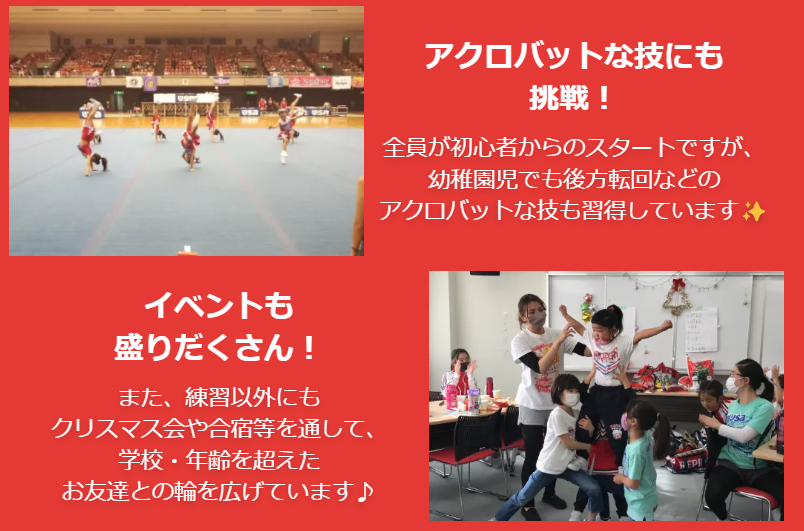 アクロバットな技にも
挑戦！
全員が初心者からのスタートですが、
幼稚園児でも後方転回などの
アクロバットな技も習得しています✨
イベントも
盛りだくさん！
また、練習以外にも
クリスマス会や合宿等を通して、
学校・年齢を超えた
お友達との輪を広げています♪